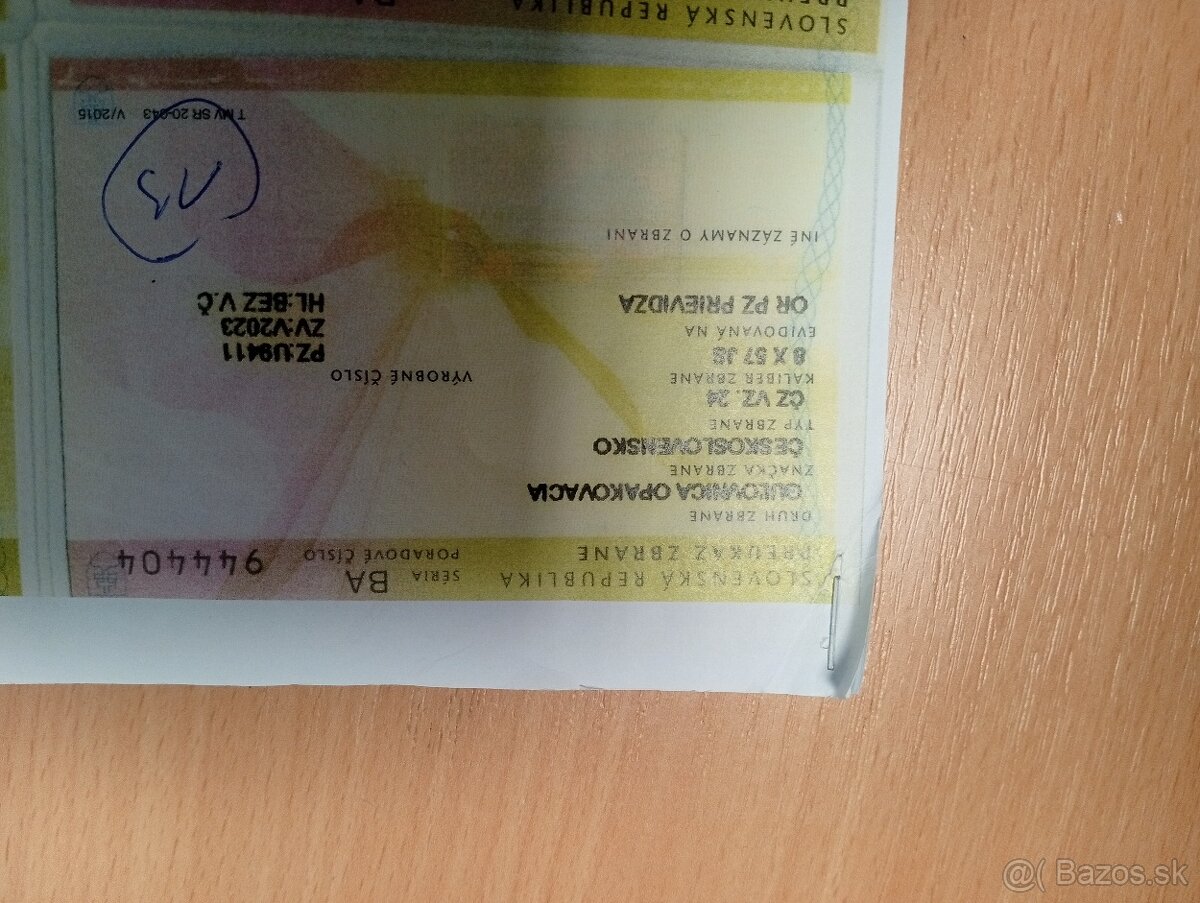 SLOVENSKÁ REPUBLIKA SÉRIA BA
PREUKAZ ZBRANE PORADOVÉ ČÍSLO 944404
DRUH ZBRANE
GUĽOVNICA OPAKOVACIA
ZNAČKA ZBRANE
ČESKOSLOVENSKO
TYP ZBRANE
ČZ VZ. 24
KALIBER ZBRANE
8 X 57 JS
EVIDOVANÁ NA
OR PZ PRIEVIDZA
INÉ ZÁZNAMY O ZBRANI
VÝROBNÉ ČÍSLO
PZ:U9411
ZV:V2023
HL:BEZ V.Č
13
T MV SR 20-043 V/2015
SLOVENSKÁ REPUBLIKA
@( Bazos.sk